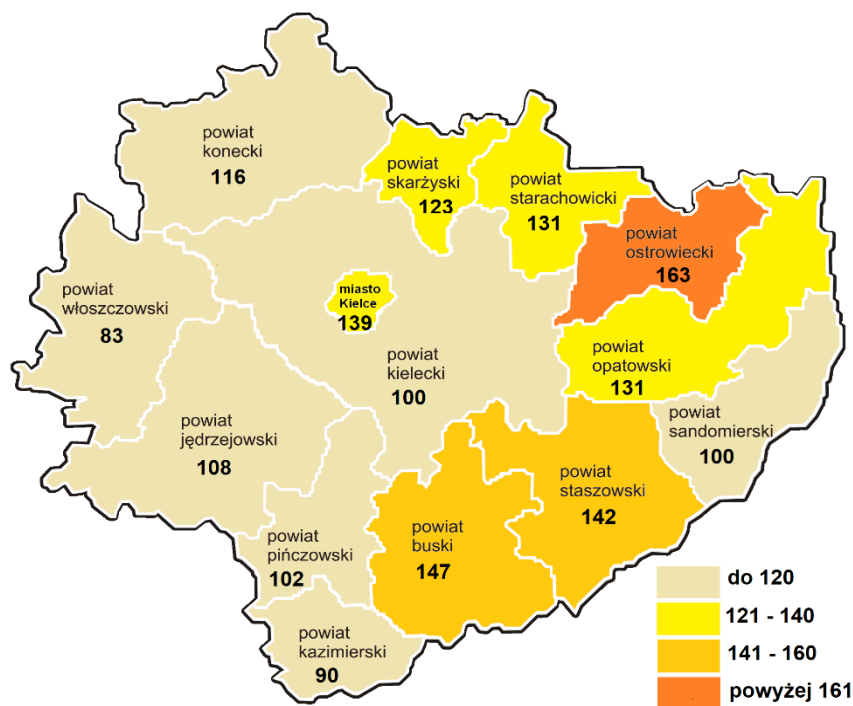 powiat
konecki
116
powiat
skarżyski
123
powiat
starachowicki
131
powiat
ostrowiecki
163
powiat
włoszczowski
83
miasto
Kielce
139
powiat
kielecki
100
powiat
opatowski
131
powiat
sandomierski
100
powiat
jędrzejowski
108
powiat
staszowski
142
powiat
buski
147
powiat
pińczowski
102
powiat
kazimierski
90
do 120
121 - 140
141 - 160
powyżej 161